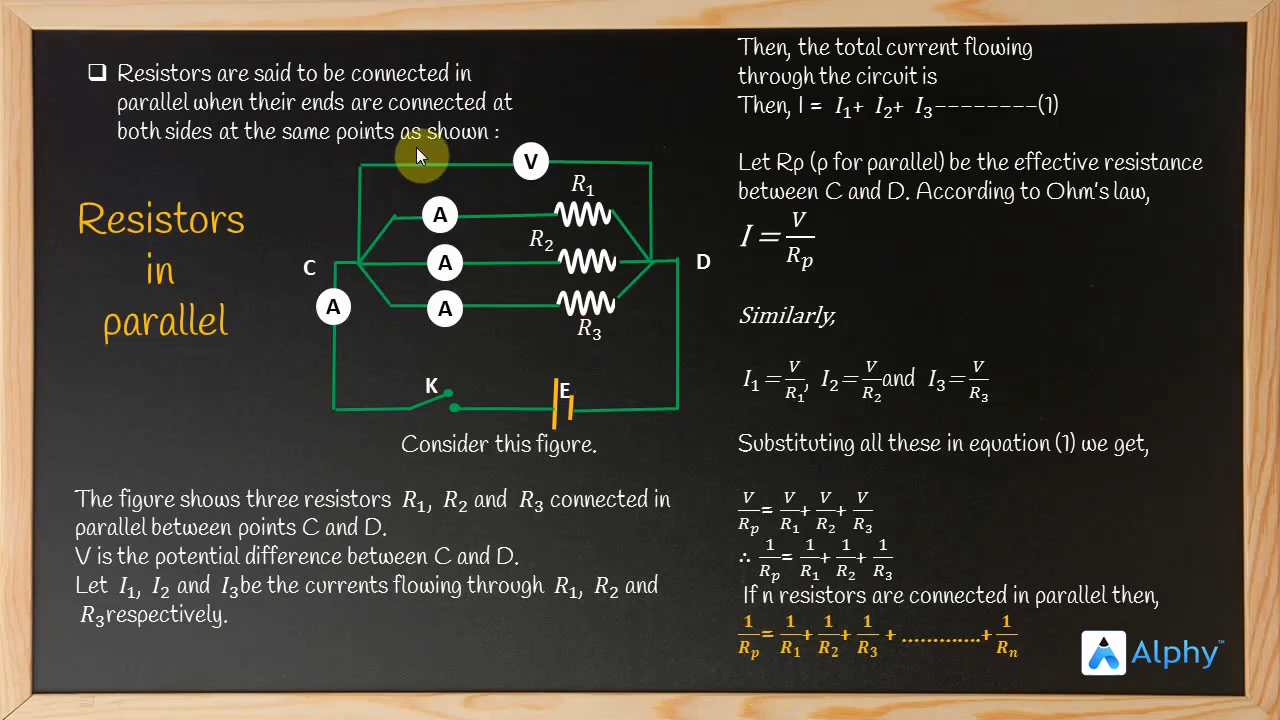 ❑ Resistors are said to be connected in
parallel when their ends are connected at
both sides at the same points as shown :
Resistors
in
parallel
V
A
R₁
A
R₂
C
D
A
A
R₃
K
E
Consider this figure.
The figure shows three resistors R₁, R₂ and R₃ connected in
parallel between points C and D.
V is the potential difference between C and D.
Let I₁, I₂ and I₃be the currents flowing through R₁, R₂ and
R₃respectively.
Then, the total current flowing
through the circuit is
Then, I = I₁+ I₂+ I₃---------(1)
Let Rp (p for parallel) be the effective resistance
between C and D. According to Ohm's law,
I = V/Rₚ
Similarly,
I₁=V/R₁, I₂=V/R₂and I₃=V/R₃
Substituting all these in equation (1) we get,
V/Rₚ=V/R₁+V/R₂+V/R₃
∴ 1/Rₚ=1/R₁+1/R₂+1/R₃
If n resistors are connected in parallel then,
1/Rₚ=1/R₁+1/R₂+1/R₃ + .............+1/Rₙ
Alphy™